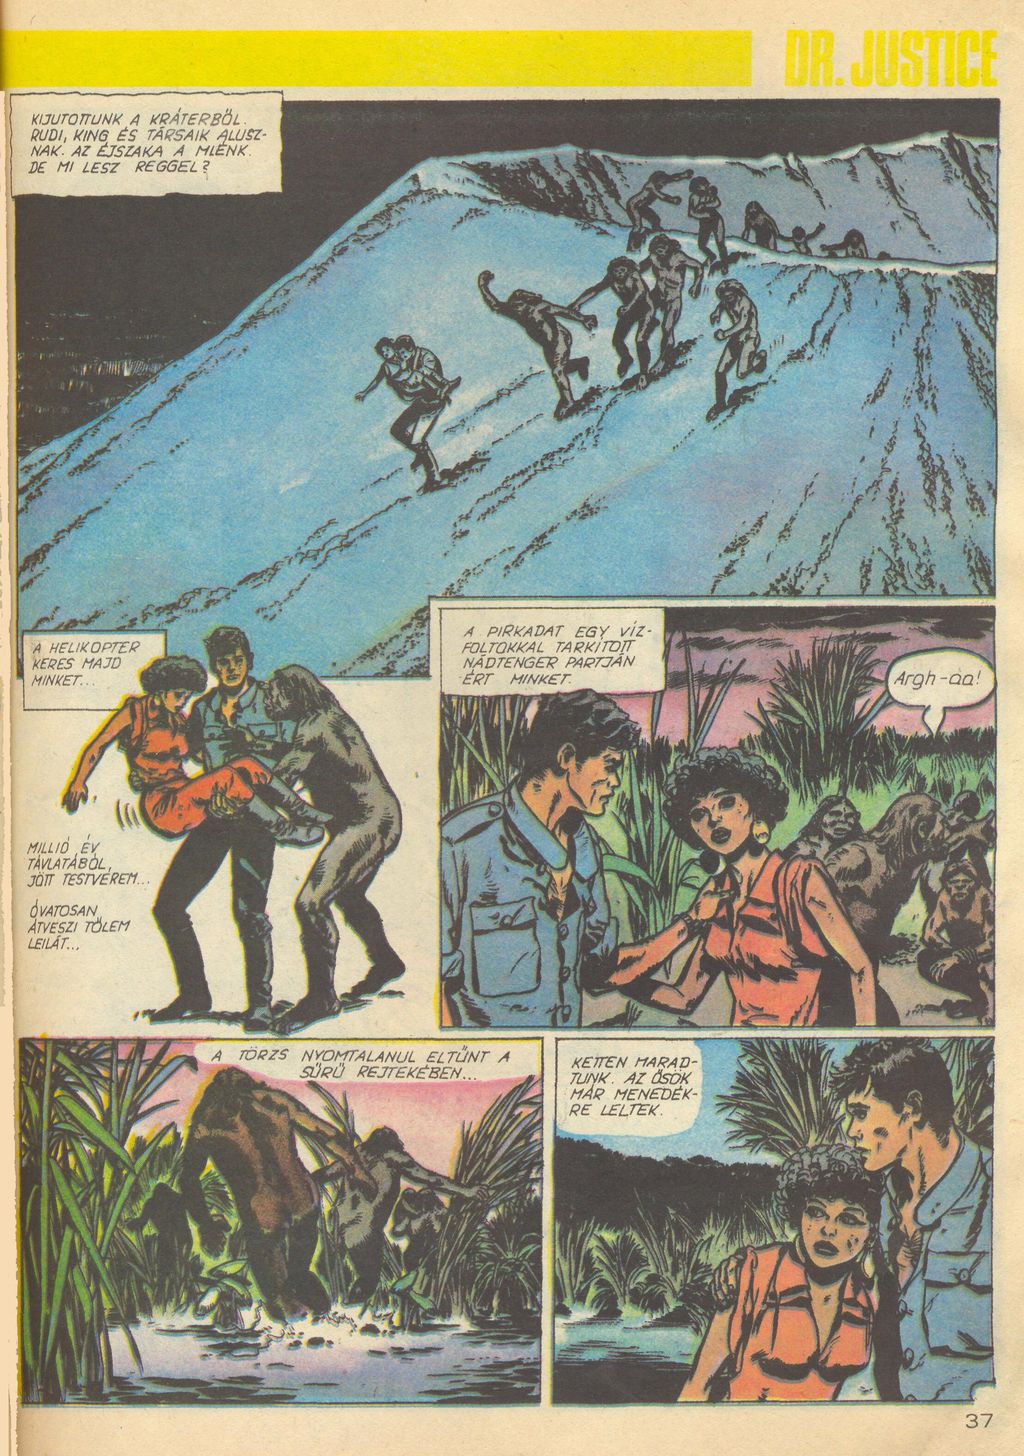 DR. JUSTICE
KIJUTOTTUNK A KRÁTERBŐL.
RUDI, KING ÉS TÁRSAIK ALUSZ-
NAK. AZ ÉJSZAKA A MIÉNK.
DE MI LESZ REGGEL?
A HELIKOPTER
KERES MAJD
MINKET...
MILLIÓ ÉV
TÁVLATÁBÓL
JÖTT TESTVÉREM...
ÓVATOSAN
ÁTVESZI TŐLEM
LEILÁT...
A PIRKADAT EGY VÍZ-
FOLTOKKAL TARKÍTOTT
NÁDTENGER PARTJÁN
ÉRT MINKET.
Argh-aa!
A TÖRZS NYOMTALANUL ELTŰNT A
SŰRŰ REJTEKÉBEN...
KETTEN MARAD-
TUNK. AZ ŐSÖK
MÁR MENEDÉK-
RE LELTEK.
37